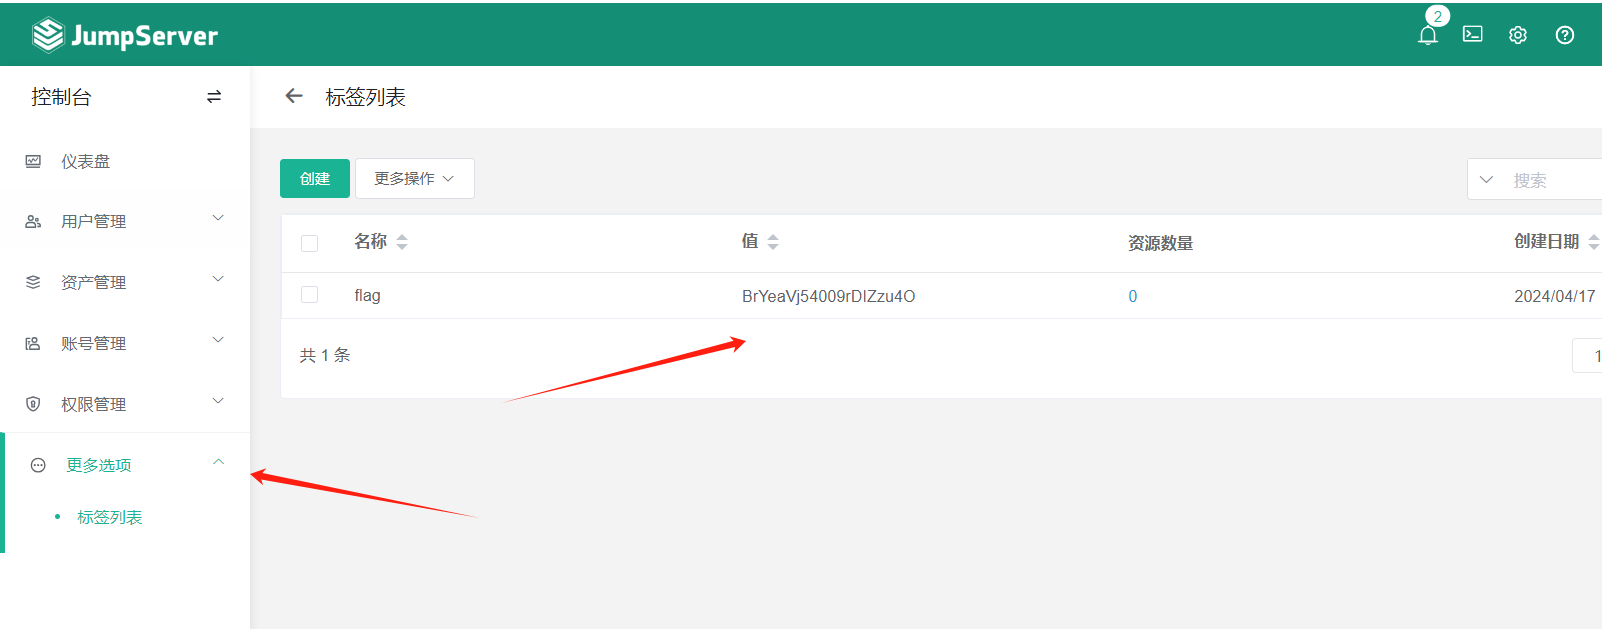 JumpServer
2
控制台
标签列表
仪表盘
用户管理
资产管理
账号管理
权限管理
更多选项
标签列表
创建
更多操作
搜索
名称
值
资源数量
创建日期
flag
BrYeaVj54009rDIZzu4O
0
2024/04/17
共 1 条
1